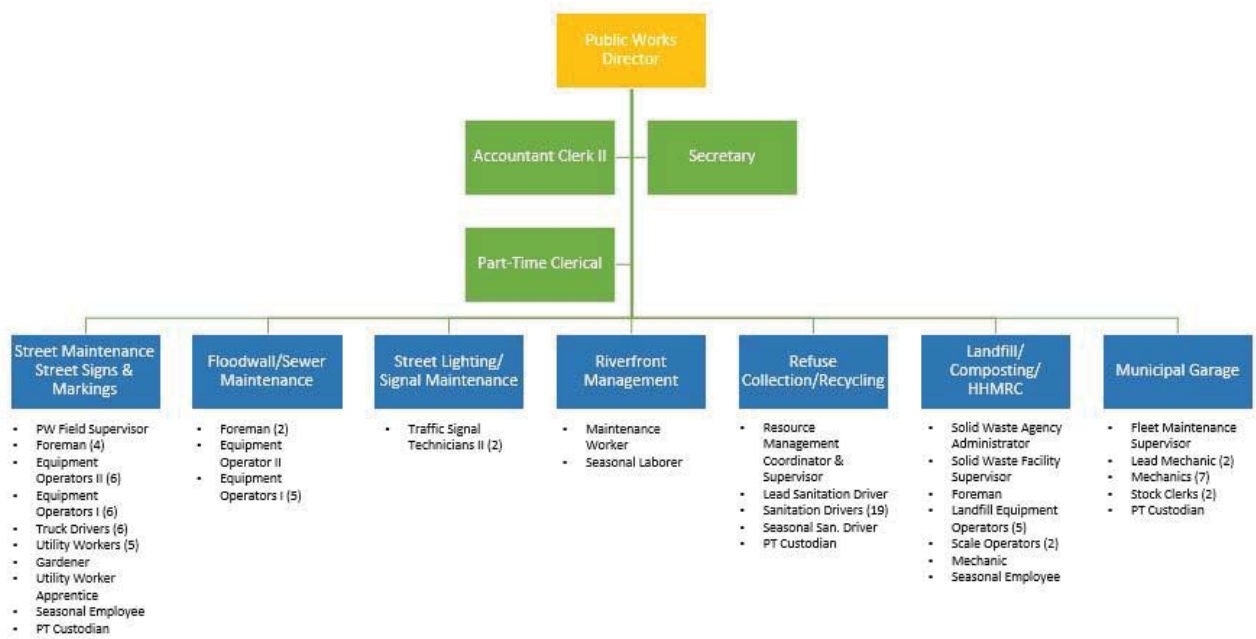 Public Works
Director
Accountant Clerk II
Secretary
Part-Time Clerical
Street Maintenance
Street Signs &
Markings
• PW Field Supervisor
• Foreman (4)
• Equipment
Operators II (6)
• Equipment
Operators I (6)
• Truck Drivers (6)
• Utility Workers (5)
• Gardener
• Utility Worker
Apprentice
• Seasonal Employee
• PT Custodian
Floodwall/Sewer
Maintenance
• Foreman (2)
• Equipment
Operator II
• Equipment
Operators I (5)
Street Lighting/
Signal Maintenance
• Traffic Signal
Technicians II (2)
Riverfront
Management
• Maintenance
Worker
• Seasonal Laborer
Refuse
Collection/Recycling
• Resource
Management
Coordinator &
Supervisor
• Lead Sanitation Driver
• Sanitation Drivers (19)
• Seasonal San. Driver
• PT Custodian
Landfill/
Composting/
HHMRC
• Solid Waste Agency
Administrator
• Solid Waste Facility
Supervisor
• Foreman
• Landfill Equipment
Operators (5)
• Scale Operators (2)
• Mechanic
• Seasonal Employee
Municipal Garage
• Fleet Maintenance
Supervisor
• Lead Mechanic (2)
• Mechanics (7)
• Stock Clerks (2)
• PT Custodian